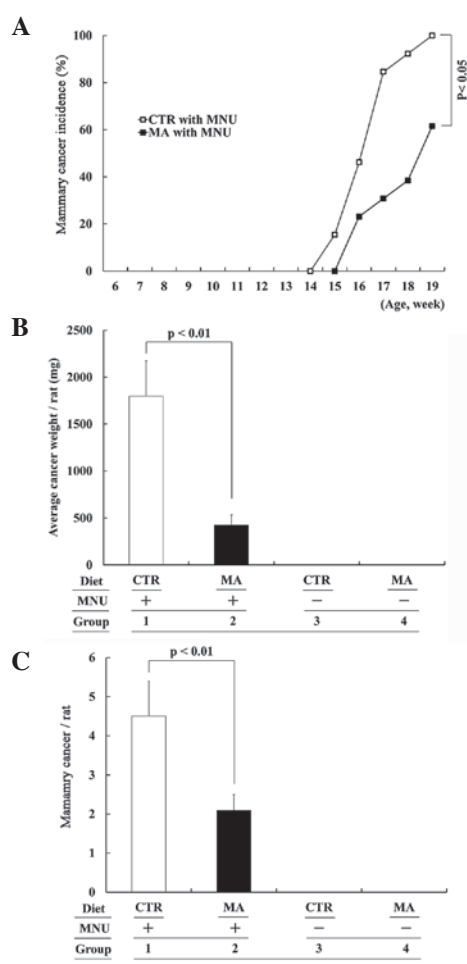 A
Mammary cancer incidence (%)
100
80
60
40
20
0
CTR with MNU
MA with MNU
P< 0.05
6 7 8 9 10 11 12 13 14 15 16 17 18 19
(Age, week)
B
Average cancer weight / rat (mg)
2500
2000
1500
1000
500
0
p < 0.01
Diet CTR MA CTR MA
MNU + + − −
Group 1 2 3 4
C
Mamamry cancer / rat
6
5
4
3
2
1
0
p < 0.01
Diet CTR MA CTR MA
MNU + + − −
Group 1 2 3 4